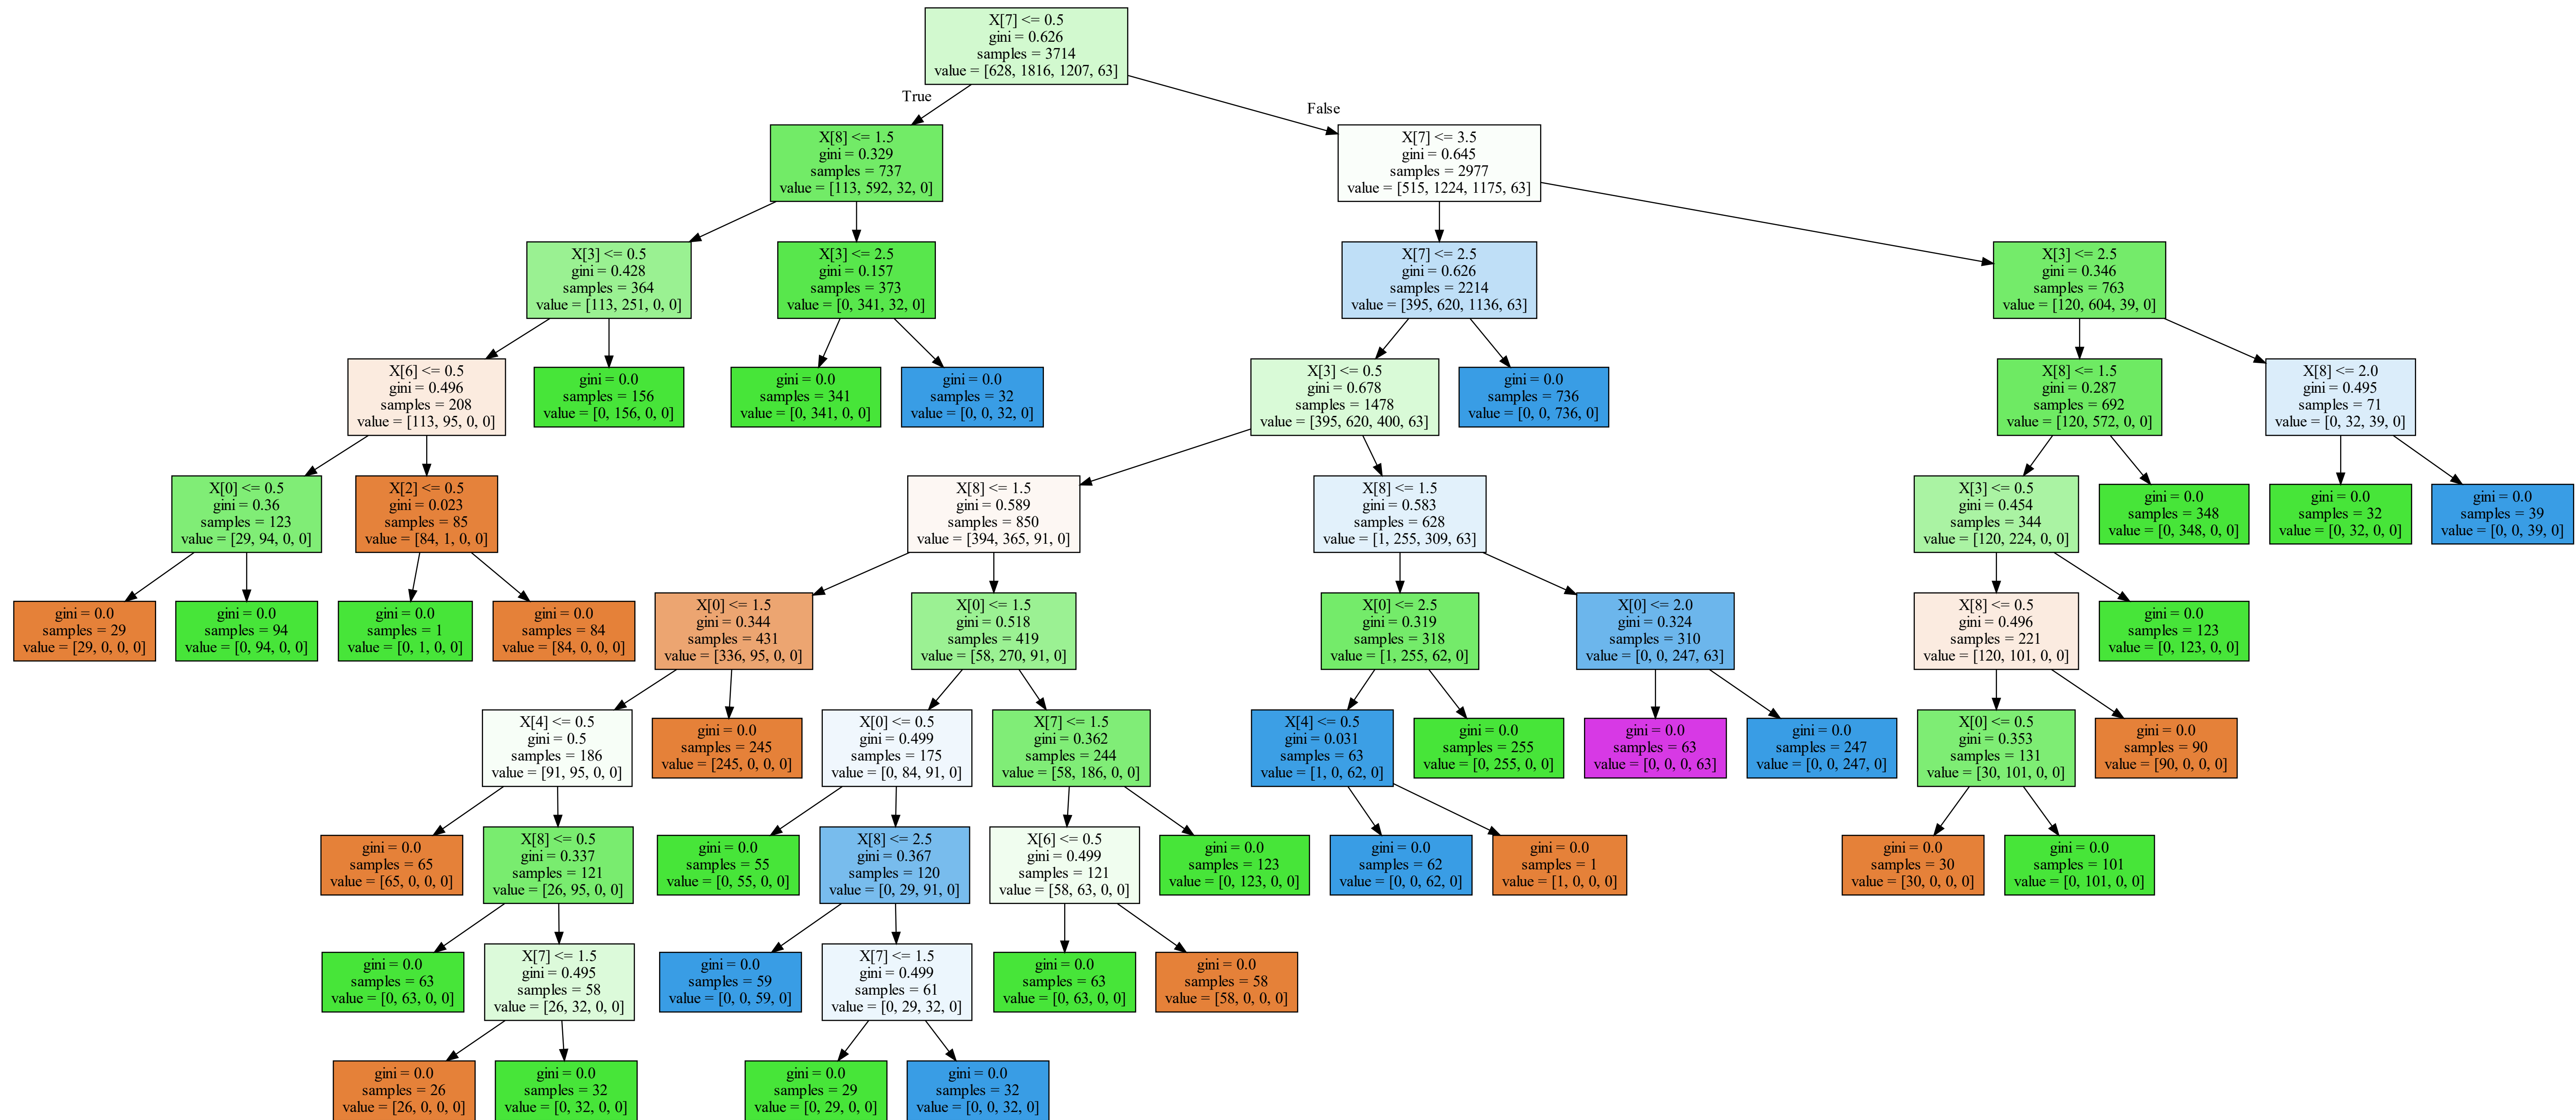 X[7] <= 0.5
gini = 0.626
samples = 3714
value = [628, 1816, 1207, 63]
True
False
X[8] <= 1.5
gini = 0.329
samples = 737
value = [113, 592, 32, 0]
X[7] <= 3.5
gini = 0.645
samples = 2977
value = [515, 1224, 1175, 63]
X[3] <= 0.5
gini = 0.428
samples = 364
value = [113, 251, 0, 0]
X[3] <= 2.5
gini = 0.157
samples = 373
value = [0, 341, 32, 0]
X[7] <= 2.5
gini = 0.626
samples = 2214
value = [395, 620, 1136, 63]
X[3] <= 2.5
gini = 0.346
samples = 763
value = [120, 604, 39, 0]
X[6] <= 0.5
gini = 0.496
samples = 208
value = [113, 95, 0, 0]
gini = 0.0
samples = 156
value = [0, 156, 0, 0]
gini = 0.0
samples = 341
value = [0, 341, 0, 0]
gini = 0.0
samples = 32
value = [0, 0, 32, 0]
X[3] <= 0.5
gini = 0.678
samples = 1478
value = [395, 620, 400, 63]
gini = 0.0
samples = 736
value = [0, 0, 736, 0]
X[8] <= 1.5
gini = 0.287
samples = 692
value = [120, 572, 0, 0]
X[8] <= 2.0
gini = 0.495
samples = 71
value = [0, 32, 39, 0]
X[0] <= 0.5
gini = 0.36
samples = 123
value = [29, 94, 0, 0]
X[2] <= 0.5
gini = 0.023
samples = 85
value = [84, 1, 0, 0]
X[8] <= 1.5
gini = 0.589
samples = 850
value = [394, 365, 91, 0]
X[8] <= 1.5
gini = 0.583
samples = 628
value = [1, 255, 309, 63]
X[3] <= 0.5
gini = 0.454
samples = 344
value = [120, 224, 0, 0]
gini = 0.0
samples = 348
value = [0, 348, 0, 0]
gini = 0.0
samples = 32
value = [0, 32, 0, 0]
gini = 0.0
samples = 39
value = [0, 0, 39, 0]
gini = 0.0
samples = 29
value = [29, 0, 0, 0]
gini = 0.0
samples = 94
value = [0, 94, 0, 0]
gini = 0.0
samples = 1
value = [0, 1, 0, 0]
gini = 0.0
samples = 84
value = [84, 0, 0, 0]
X[0] <= 1.5
gini = 0.344
samples = 431
value = [336, 95, 0, 0]
X[0] <= 1.5
gini = 0.518
samples = 419
value = [58, 270, 91, 0]
X[0] <= 2.5
gini = 0.319
samples = 318
value = [1, 255, 62, 0]
X[0] <= 2.0
gini = 0.324
samples = 310
value = [0, 0, 247, 63]
X[8] <= 0.5
gini = 0.496
samples = 221
value = [120, 101, 0, 0]
gini = 0.0
samples = 123
value = [0, 123, 0, 0]
X[4] <= 0.5
gini = 0.5
samples = 186
value = [91, 95, 0, 0]
gini = 0.0
samples = 245
value = [245, 0, 0, 0]
X[0] <= 0.5
gini = 0.499
samples = 175
value = [0, 84, 91, 0]
X[7] <= 1.5
gini = 0.362
samples = 244
value = [58, 186, 0, 0]
X[4] <= 0.5
gini = 0.031
samples = 63
value = [1, 0, 62, 0]
gini = 0.0
samples = 255
value = [0, 255, 0, 0]
gini = 0.0
samples = 63
value = [0, 0, 0, 63]
gini = 0.0
samples = 247
value = [0, 0, 247, 0]
X[0] <= 0.5
gini = 0.353
samples = 131
value = [30, 101, 0, 0]
gini = 0.0
samples = 90
value = [90, 0, 0, 0]
gini = 0.0
samples = 65
value = [65, 0, 0, 0]
X[8] <= 0.5
gini = 0.337
samples = 121
value = [26, 95, 0, 0]
gini = 0.0
samples = 55
value = [0, 55, 0, 0]
X[8] <= 2.5
gini = 0.367
samples = 120
value = [0, 29, 91, 0]
X[6] <= 0.5
gini = 0.499
samples = 121
value = [58, 63, 0, 0]
gini = 0.0
samples = 123
value = [0, 123, 0, 0]
gini = 0.0
samples = 62
value = [0, 0, 62, 0]
gini = 0.0
samples = 1
value = [1, 0, 0, 0]
gini = 0.0
samples = 30
value = [30, 0, 0, 0]
gini = 0.0
samples = 101
value = [0, 101, 0, 0]
gini = 0.0
samples = 63
value = [0, 63, 0, 0]
X[7] <= 1.5
gini = 0.495
samples = 58
value = [26, 32, 0, 0]
gini = 0.0
samples = 59
value = [0, 0, 59, 0]
X[7] <= 1.5
gini = 0.499
samples = 61
value = [0, 29, 32, 0]
gini = 0.0
samples = 63
value = [0, 63, 0, 0]
gini = 0.0
samples = 58
value = [58, 0, 0, 0]
gini = 0.0
samples = 26
value = [26, 0, 0, 0]
gini = 0.0
samples = 32
value = [0, 32, 0, 0]
gini = 0.0
samples = 29
value = [0, 29, 0, 0]
gini = 0.0
samples = 32
value = [0, 0, 32, 0]